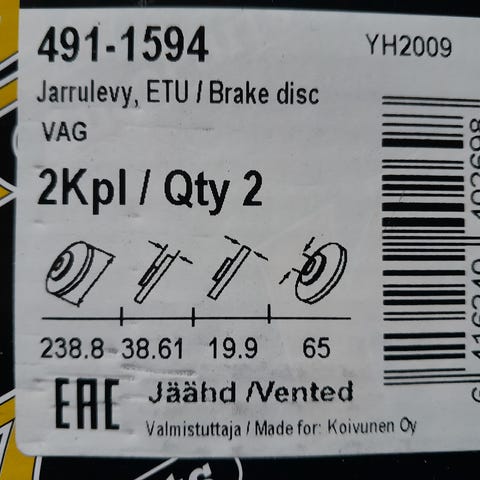 491-1594
YH2009
Jarrulevy, ETU / Brake disc
VAG
2Kpl / Qty 2
238.8 38.61 19.9 65
EAC Jäähd /Vented
Valmistuttaja / Made for: Koivunen Oy